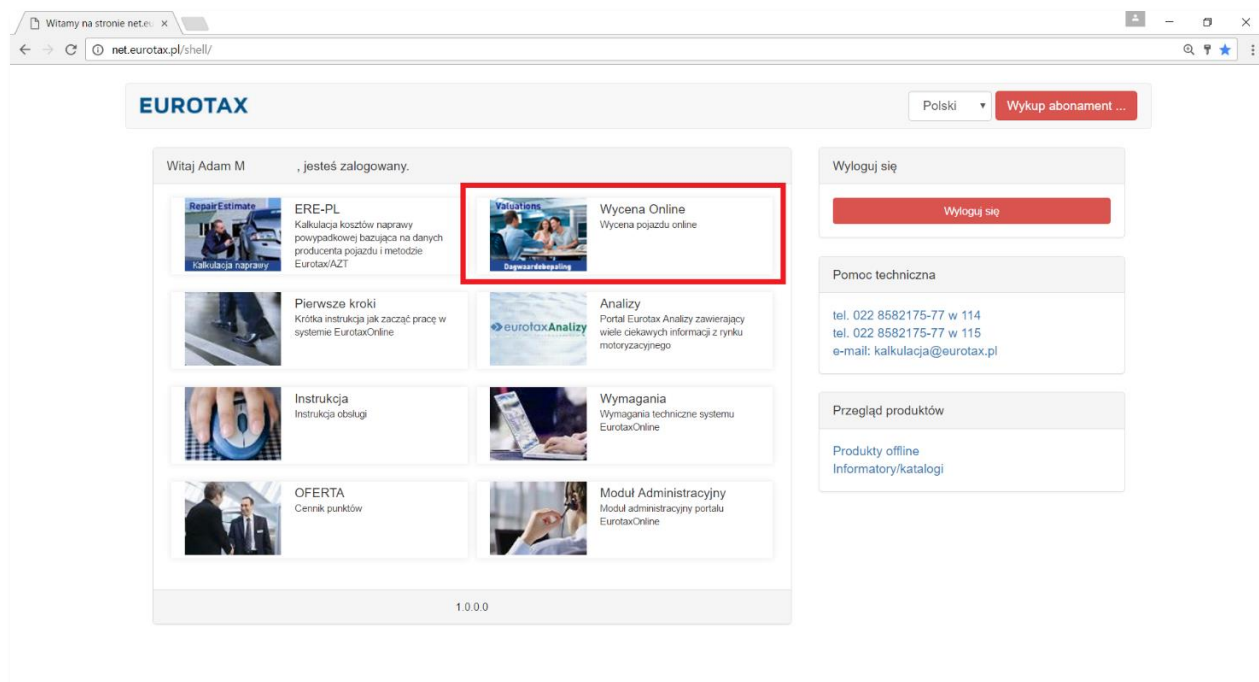 Witamy na stronie net.eu
net.eurotax.pl/shell/
EUROTAX
Polski
Wykup abonament ...
Witaj Adam M , jesteś zalogowany.
RepairEstimate
Kalkulacja naprawy
ERE-PL
Kalkulacja kosztów naprawy
powypadkowej bazująca na danych
producenta pojazdu i metodzie
Eurotax/AZT
Valuations
Dagwaardebepaling
Wycena Online
Wycena pojazdu online
Pierwsze kroki
Krótka instrukcja jak zacząć pracę w
systemie EurotaxOnline
eurotaxAnalizy
Analizy
Portal Eurotax Analizy zawierający
wiele ciekawych informacji z rynku
motoryzacyjnego
Instrukcja
Instrukcja obsługi
Wymagania
Wymagania techniczne systemu
EurotaxOnline
OFERTA
Cennik punktów
Moduł Administracyjny
Moduł administracyjny portalu
EurotaxOnline
1.0.0.0
Wyloguj się
Wyloguj się
Pomoc techniczna
tel. 022 8582175-77 w 114
tel. 022 8582175-77 w 115
e-mail: kalkulacja@eurotax.pl
Przegląd produktów
Produkty offline
Informatory/katalogi